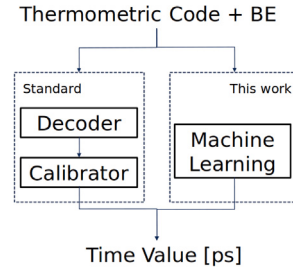 Thermometric Code + BE
Standard
This work
Decoder
Calibrator
Machine
Learning
Time Value [ps]